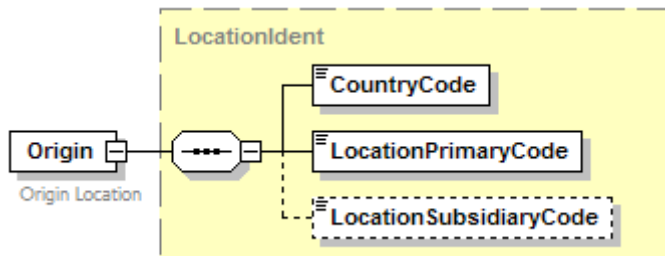 LocationIdent
CountryCode
Origin
LocationPrimaryCode
Origin Location
LocationSubsidiaryCode